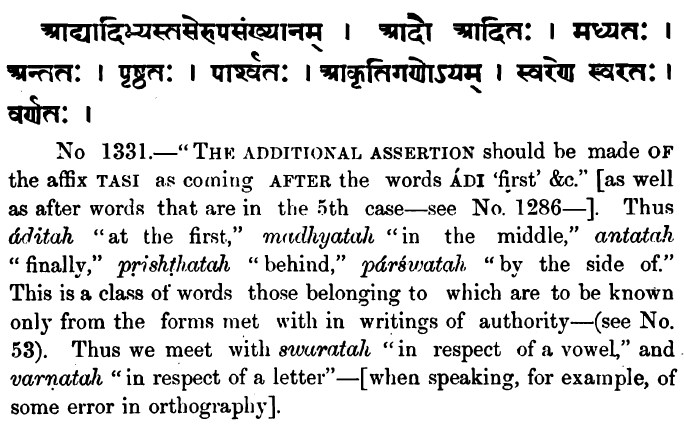 आद्यादिभ्यस्तसेरुपसंख्यानम् । आदौ आदितः । मध्यतः ।
अन्ततः । पृष्ठतः । पार्श्वतः । आकृतिगणोऽयम् । स्वरेण स्वरतः ।
वर्णतः ।
No 1331.—“THE ADDITIONAL ASSERTION should be made OF
the affix TASI as coming AFTER the words ÁDI ‘first’ &c.” [as well
as after words that are in the 5th case—see No. 1286—]. Thus
áditah “at the first,” madhyatah “in the middle,” antatah
“finally,” pṛishṭhatah “behind,” párśwatah “by the side of.”
This is a class of words those belonging to which are to be known
only from the forms met with in writings of authority—(see No.
53). Thus we meet with swaratah “in respect of a vowel,” and
varṇatah “in respect of a letter”—[when speaking, for example, of
some error in orthography].